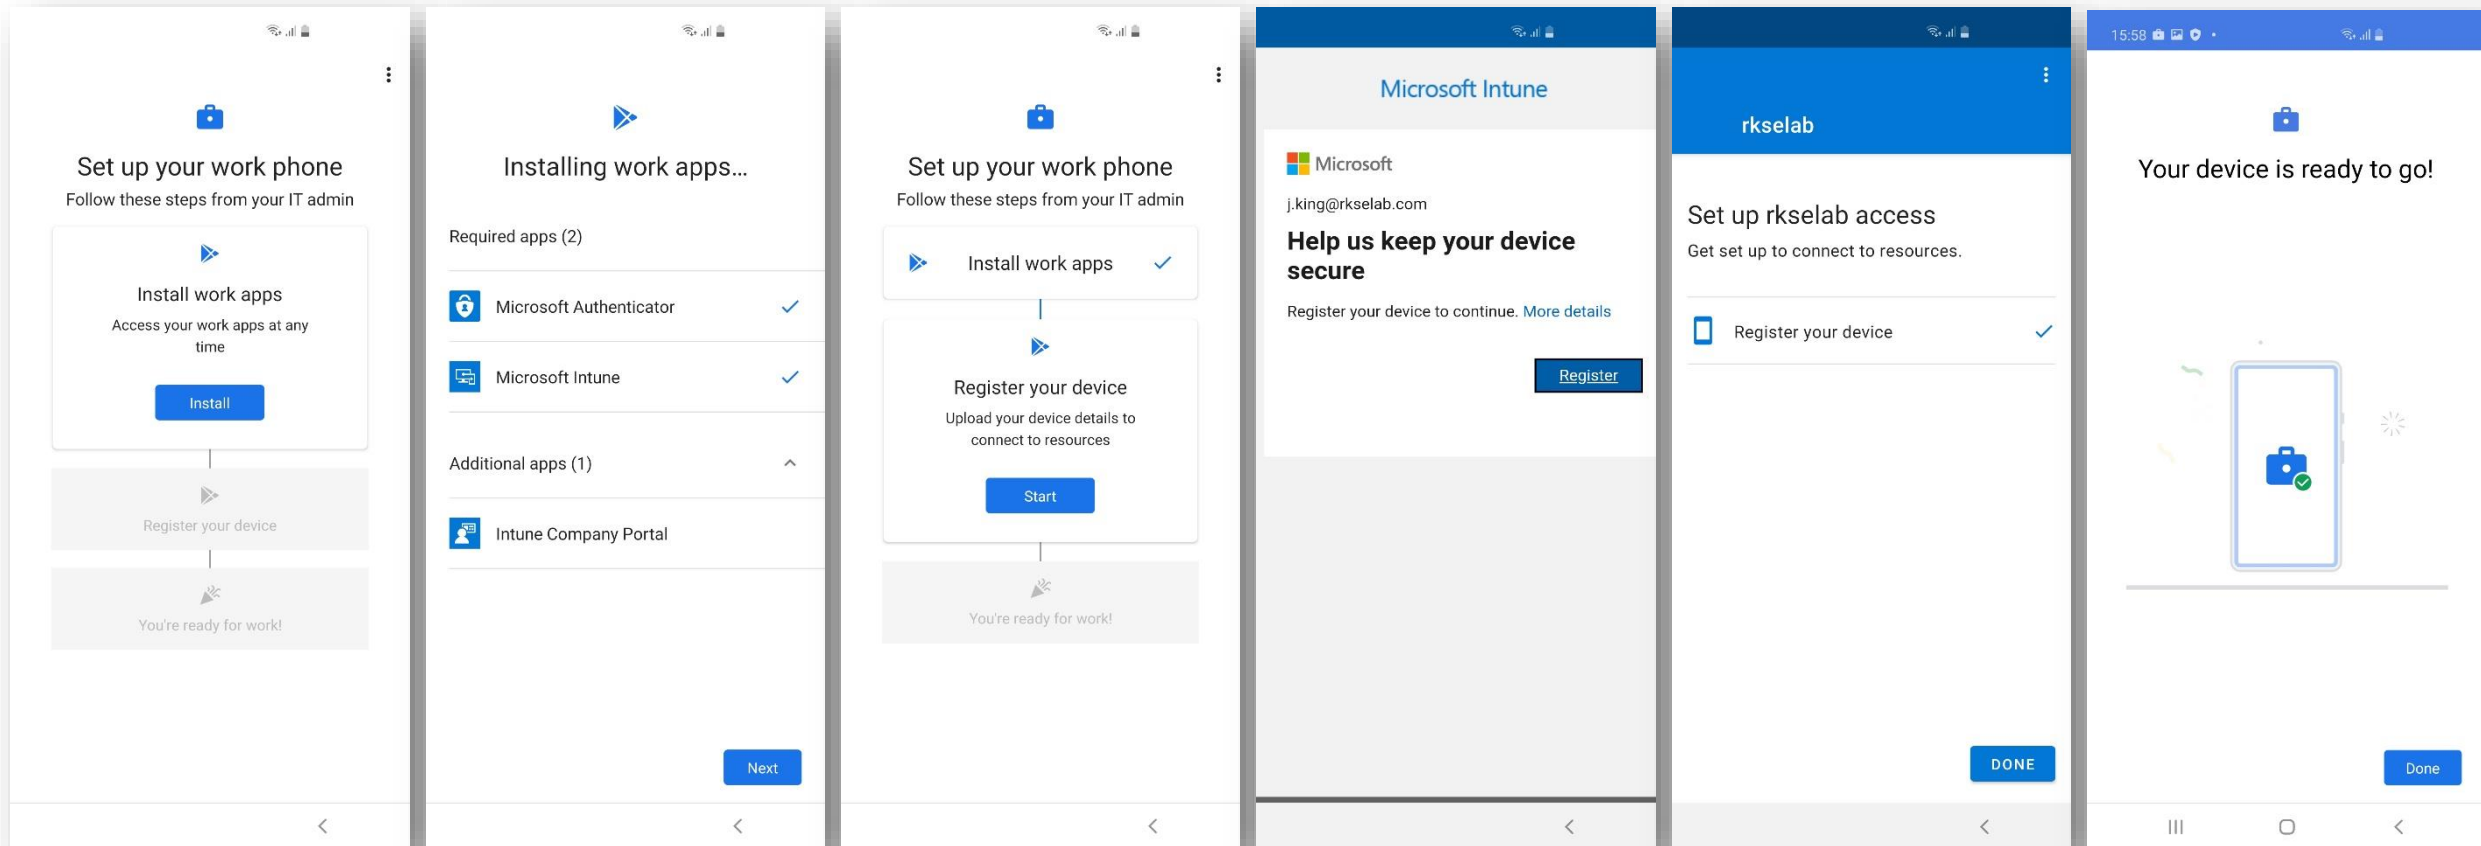 Set up your work phone
Follow these steps from your IT admin
Install work apps
Access your work apps at any
time
Install
Register your device
You're ready for work!
Installing work apps...
Required apps (2)
Microsoft Authenticator
Microsoft Intune
Additional apps (1)
Intune Company Portal
Next
Set up your work phone
Follow these steps from your IT admin
Install work apps
Register your device
Upload your device details to
connect to resources
Start
You're ready for work!
Microsoft Intune
Microsoft
j.king@rkselab.com
Help us keep your device
secure
Register your device to continue. More details
Register
rkselab
Set up rkselab access
Get set up to connect to resources.
Register your device
DONE
15:58
Your device is ready to go!
Done